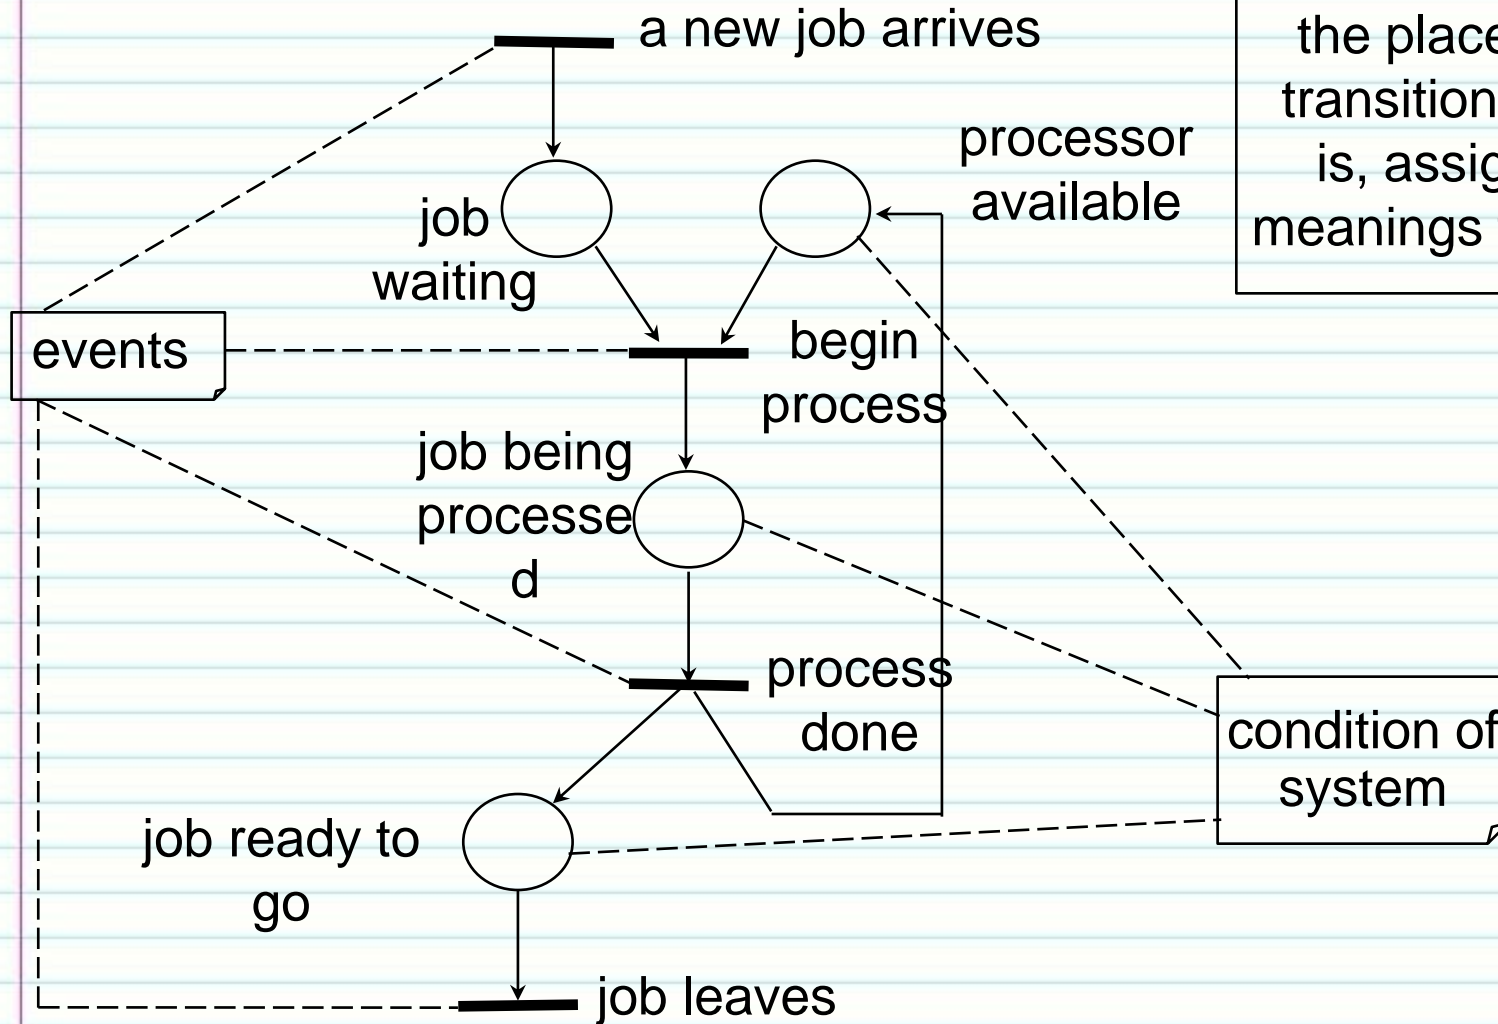 a new job arrives
the place
transition
is, assig
meanings
processor
available
job
waiting
events
begin
process
job being
processe
d
process
done
condition of
system
job ready to
go
job leaves